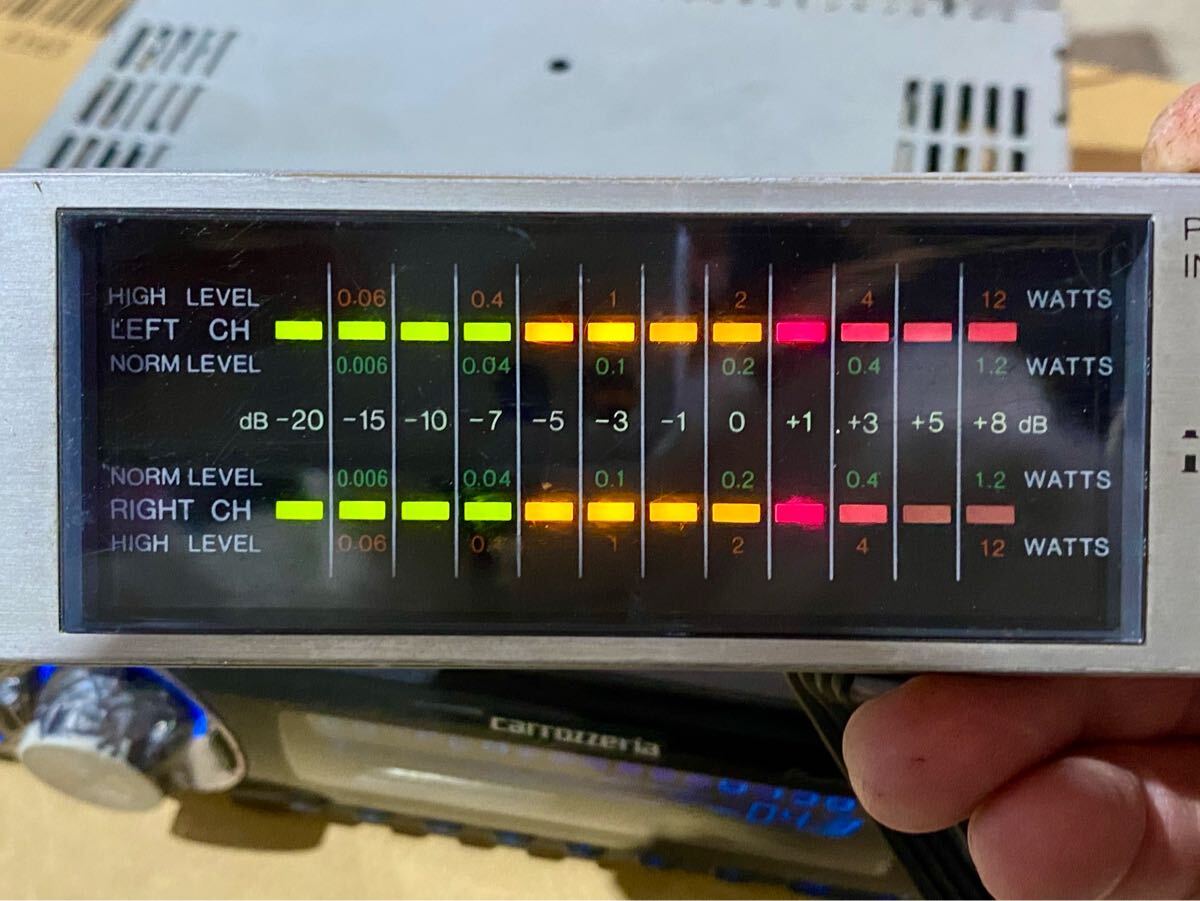 HIGH LEVEL 0.06 0.4 1 2 4 12 WATTS
LEFT CH
NORM LEVEL 0.006 0.04 0.1 0.2 0.4 1.2 WATTS
dB -20 -15 -10 -7 -5 -3 -1 0 +1 +3 +5 +8 dB
NORM LEVEL 0.006 0.04 0.1 0.2 0.4 1.2 WATTS
RIGHT CH
HIGH LEVEL 0.06 0.4 1 2 4 12 WATTS
carrozzeria